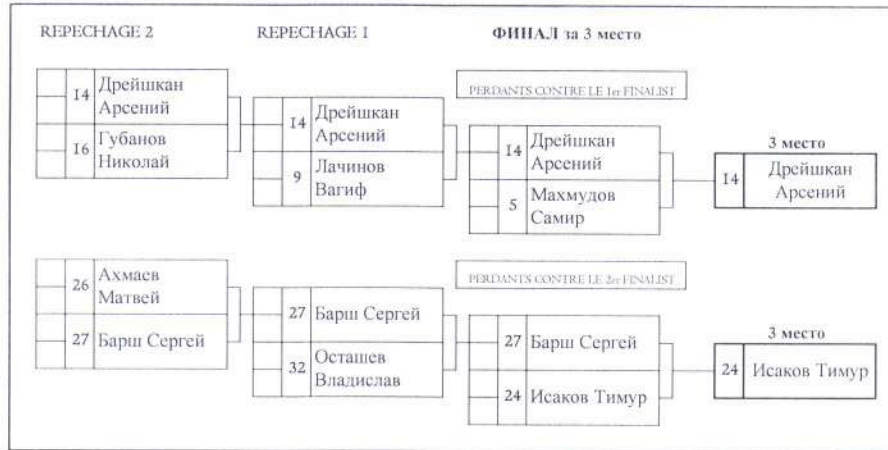 REPECHAGE 2
REPECHAGE 1
ФИНАЛ за 3 место
PERDANTS CONTRE LE 1er FINALIST
14 Дрейшкан
Арсений
16 Губанов
Николай
14 Дрейшкан
Арсений
9 Лачинов
Вагиф
14 Дрейшкан
Арсений
5 Махмудов
Самир
3 место
14 Дрейшкан
Арсений
PERDANTS CONTRE LE 2er FINALIST
26 Ахмаев
Матвей
27 Барш Сергей
27 Барш Сергей
32 Осташев
Владислав
27 Барш Сергей
24 Исаков Тимур
3 место
24 Исаков Тимур